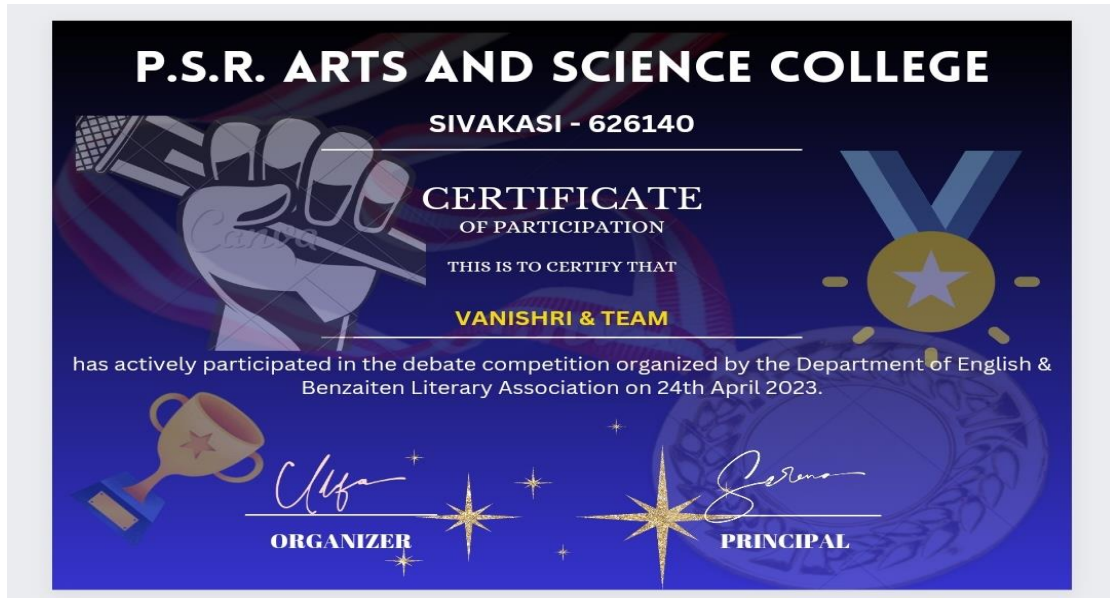 P.S.R. ARTS AND SCIENCE COLLEGE
SIVAKASI - 626140
CERTIFICATE
OF PARTICIPATION
THIS IS TO CERTIFY THAT
VANISHRI & TEAM
has actively participated in the debate competition organized by the Department of English &
Benzaiten Literary Association on 24th April 2023.
ORGANIZER
PRINCIPAL
Canva